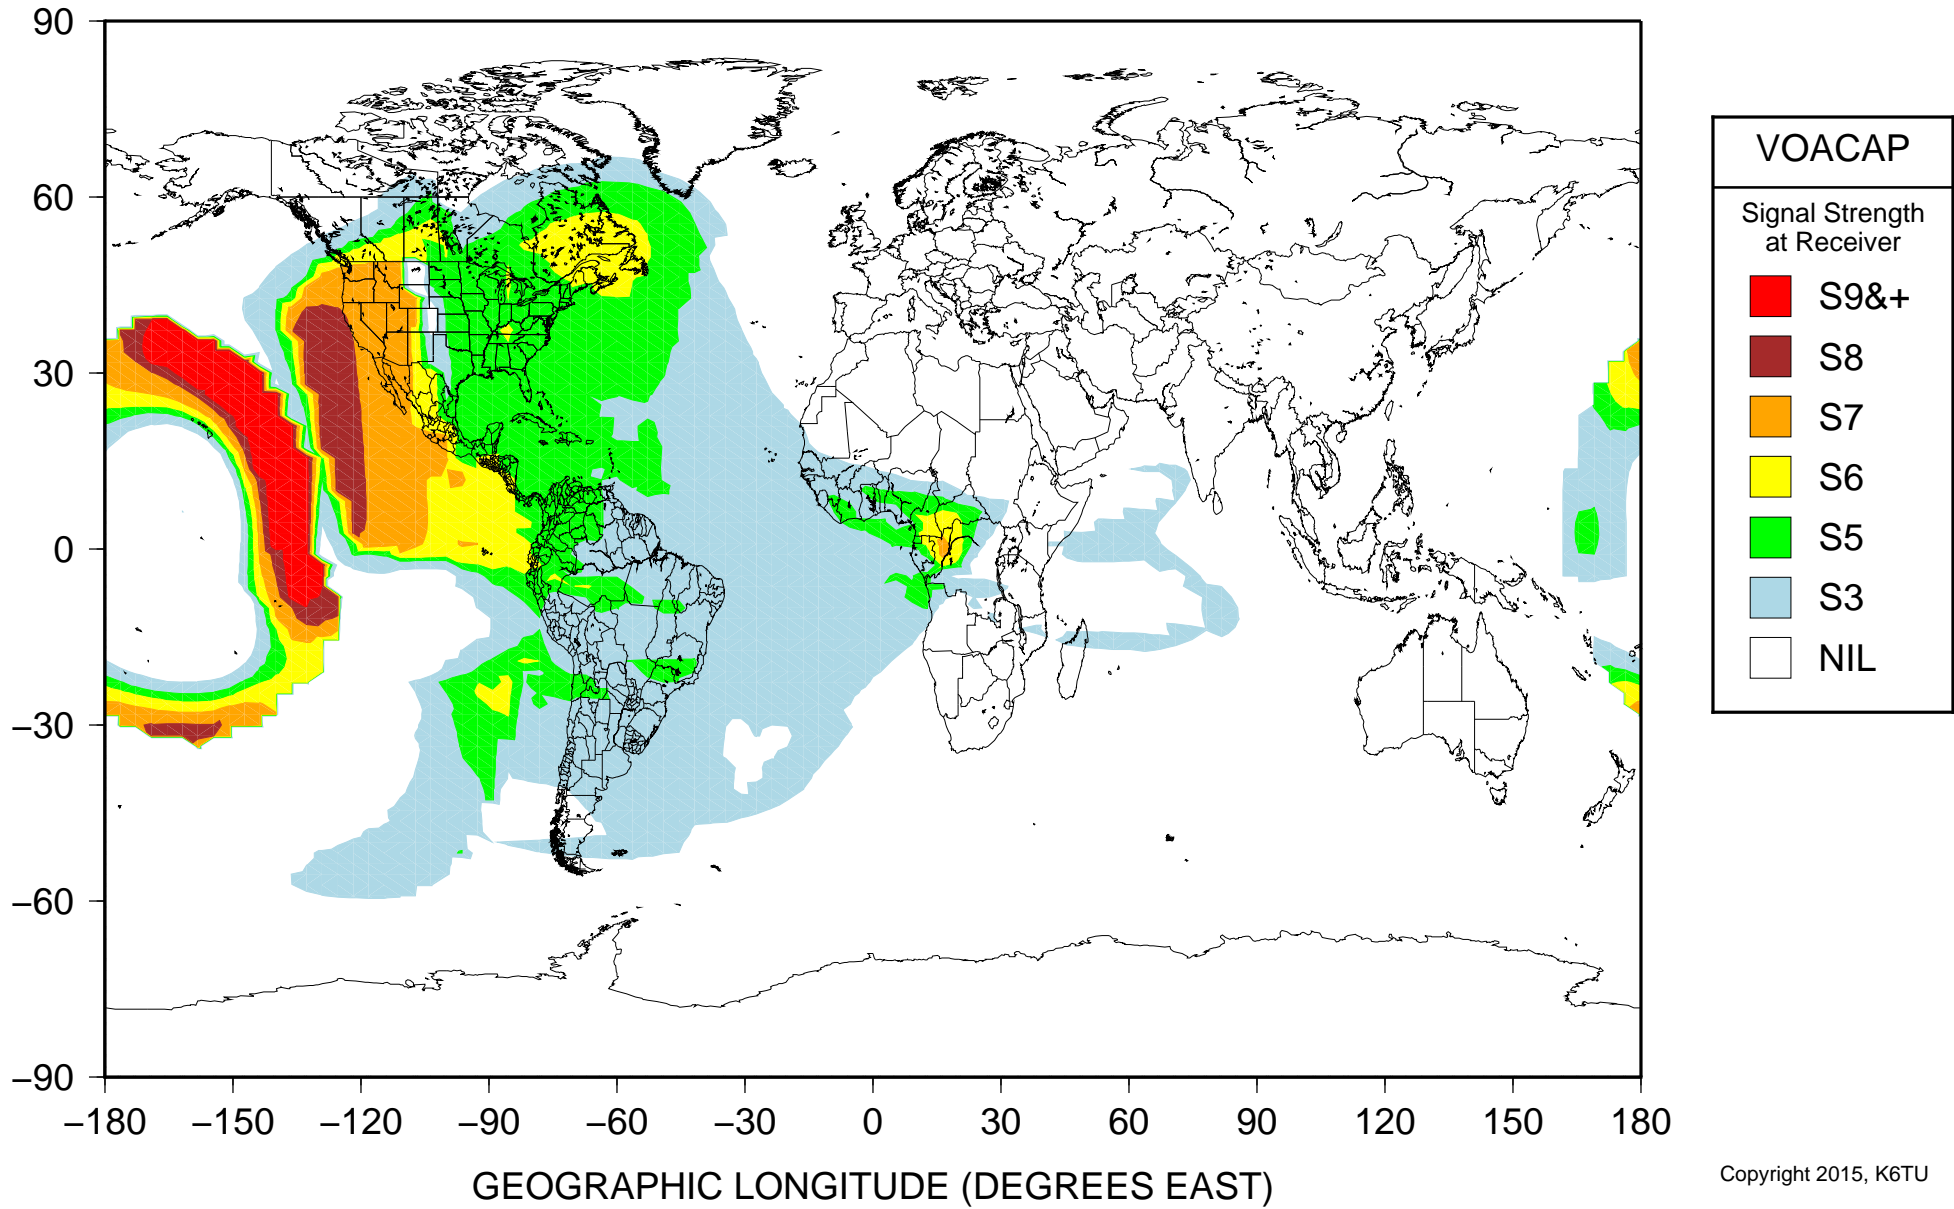 90
60
30
0
−30
−60
−90
−180 −150 −120 −90 −60 −30 0 30 60 90 120 150 180
GEOGRAPHIC LONGITUDE (DEGREES EAST)
VOACAP
Signal Strength
at Receiver
S9&+
S8
S7
S6
S5
S3
NIL
Copyright 2015, K6TU